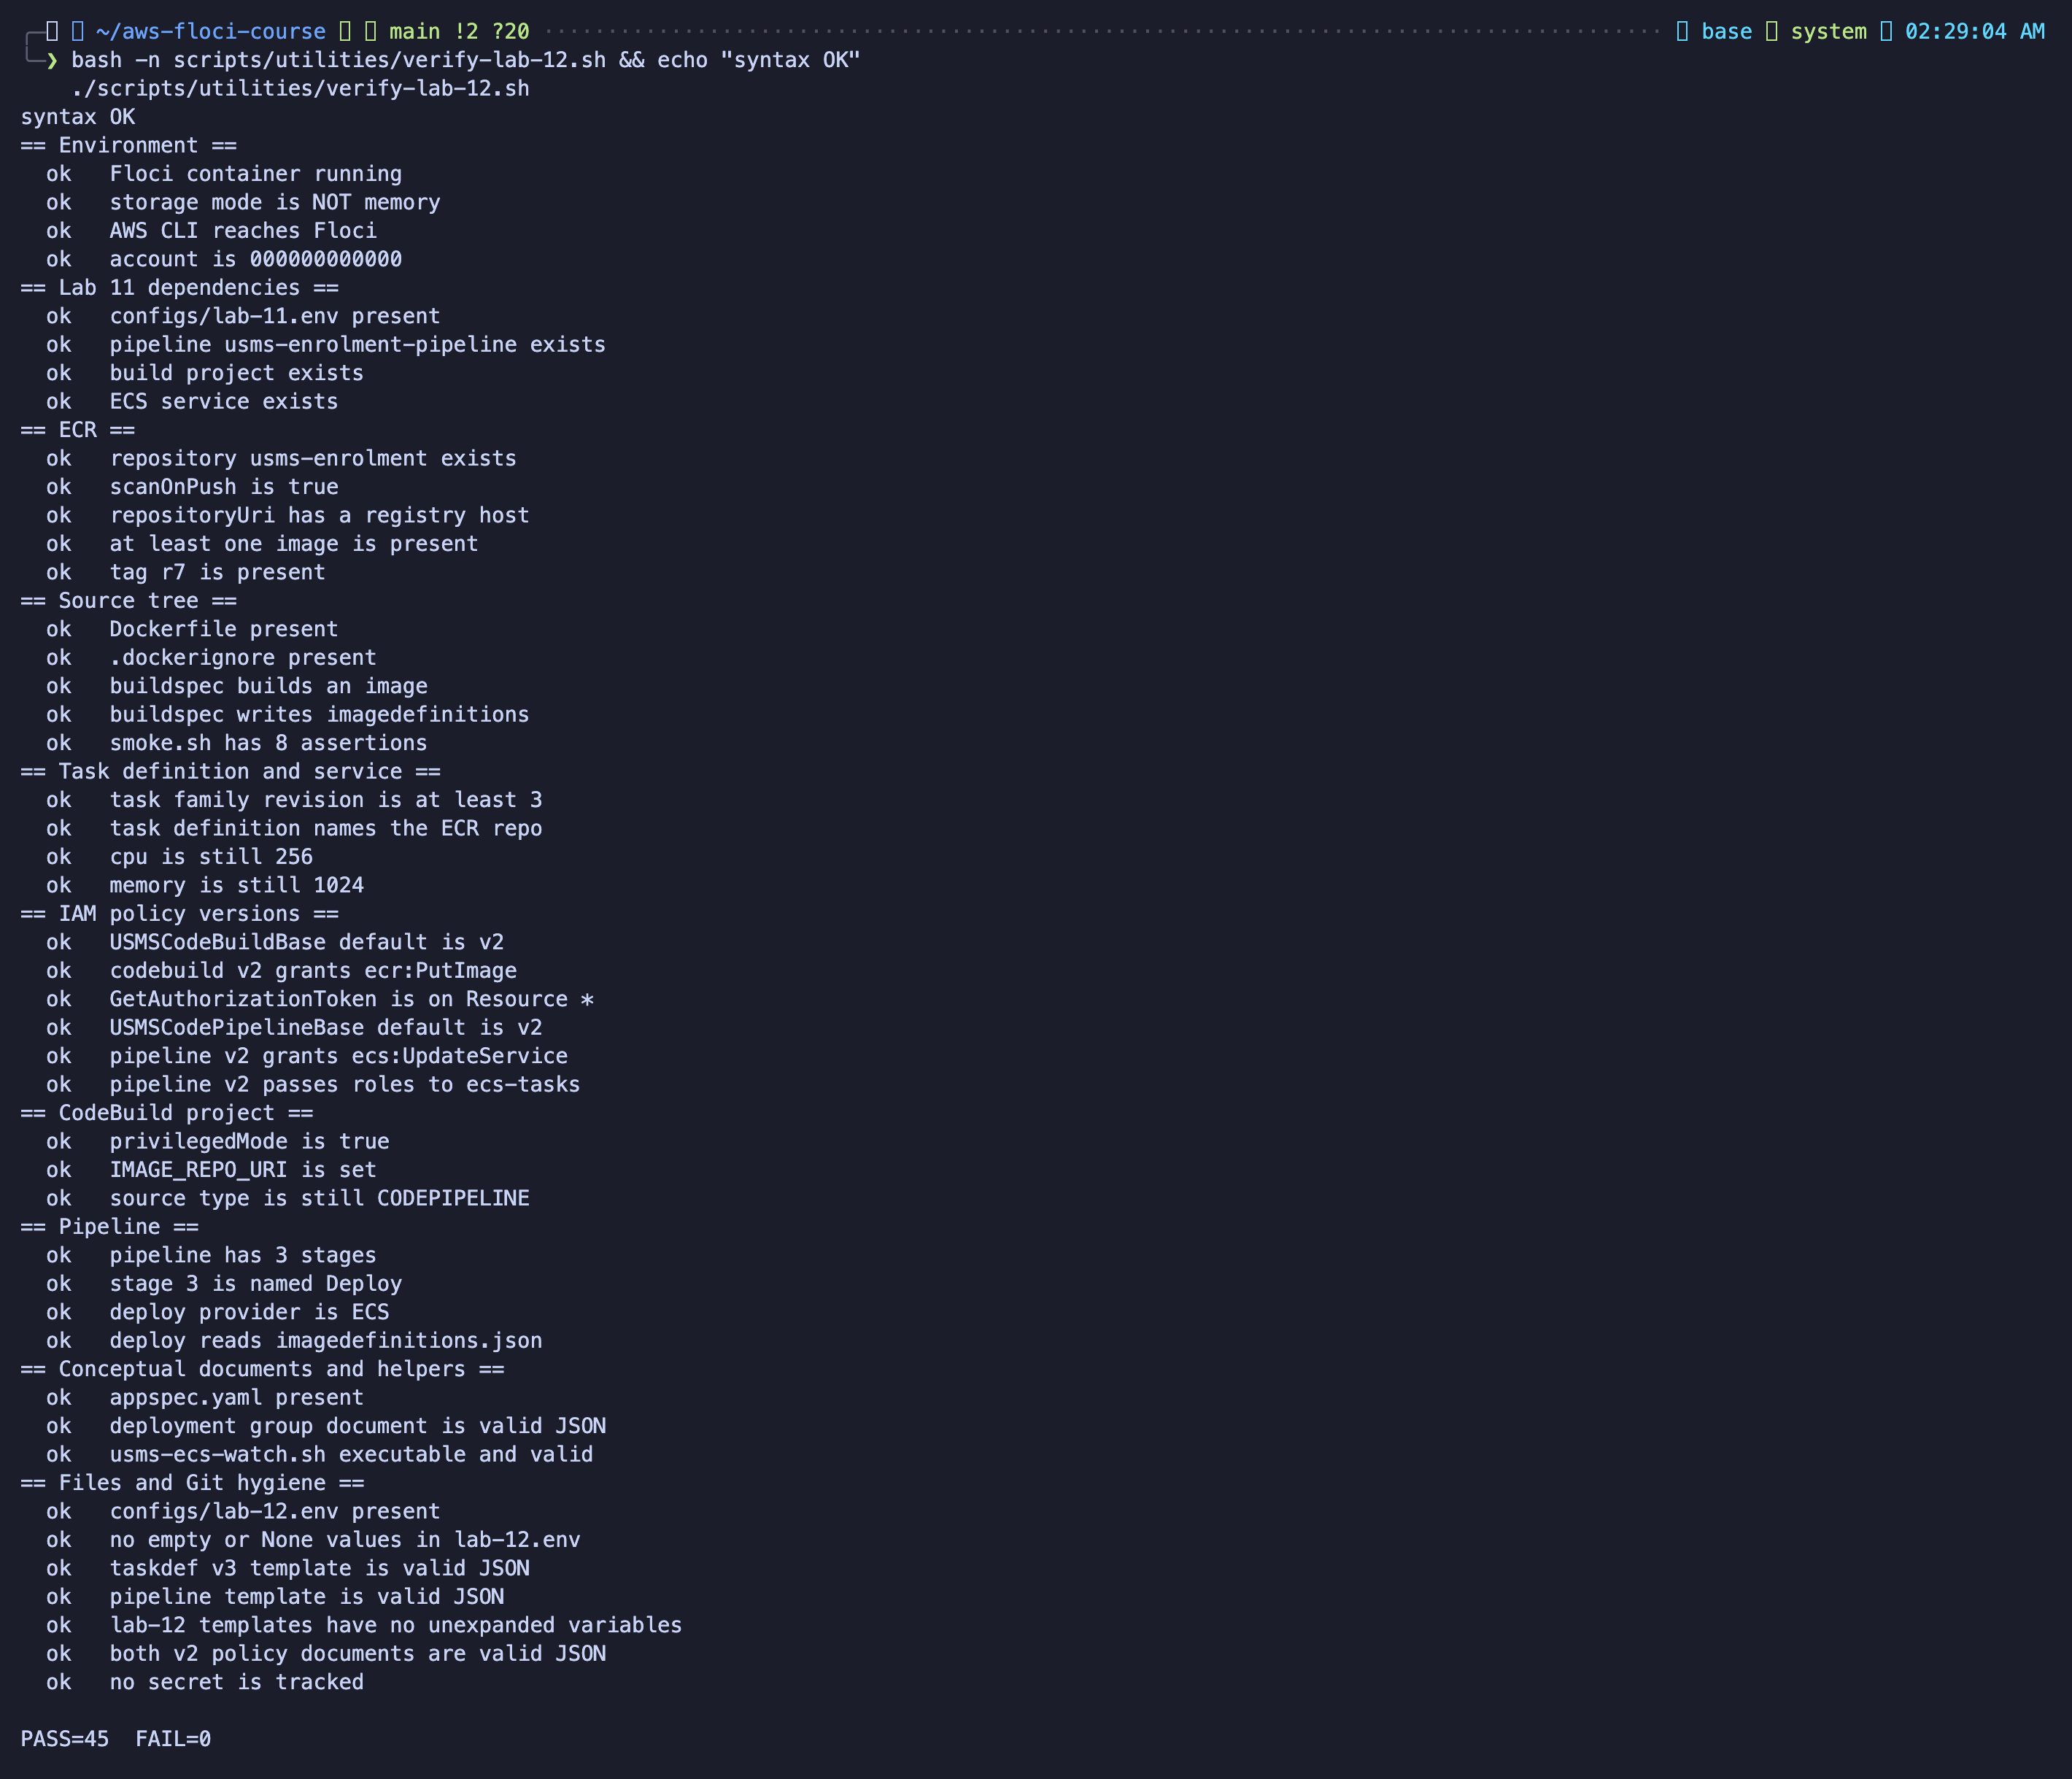 ~/aws-floci-course main !2 ?20 base system 02:29:04 AM
❯ bash -n scripts/utilities/verify-lab-12.sh && echo "syntax OK"
./scripts/utilities/verify-lab-12.sh
syntax OK
== Environment ==
ok Floci container running
ok storage mode is NOT memory
ok AWS CLI reaches Floci
ok account is 000000000000
== Lab 11 dependencies ==
ok configs/lab-11.env present
ok pipeline usms-enrolment-pipeline exists
ok build project exists
ok ECS service exists
== ECR ==
ok repository usms-enrolment exists
ok scanOnPush is true
ok repositoryUri has a registry host
ok at least one image is present
ok tag r7 is present
== Source tree ==
ok Dockerfile present
ok .dockerignore present
ok buildspec builds an image
ok buildspec writes imagedefinitions
ok smoke.sh has 8 assertions
== Task definition and service ==
ok task family revision is at least 3
ok task definition names the ECR repo
ok cpu is still 256
ok memory is still 1024
== IAM policy versions ==
ok USMSCodeBuildBase default is v2
ok codebuild v2 grants ecr:PutImage
ok GetAuthorizationToken is on Resource *
ok USMSCodePipelineBase default is v2
ok pipeline v2 grants ecs:UpdateService
ok pipeline v2 passes roles to ecs-tasks
== CodeBuild project ==
ok privilegedMode is true
ok IMAGE_REPO_URI is set
ok source type is still CODEPIPELINE
== Pipeline ==
ok pipeline has 3 stages
ok stage 3 is named Deploy
ok deploy provider is ECS
ok deploy reads imagedefinitions.json
== Conceptual documents and helpers ==
ok appspec.yaml present
ok deployment group document is valid JSON
ok usms-ecs-watch.sh executable and valid
== Files and Git hygiene ==
ok configs/lab-12.env present
ok no empty or None values in lab-12.env
ok taskdef v3 template is valid JSON
ok pipeline template is valid JSON
ok lab-12 templates have no unexpanded variables
ok both v2 policy documents are valid JSON
ok no secret is tracked
PASS=45 FAIL=0